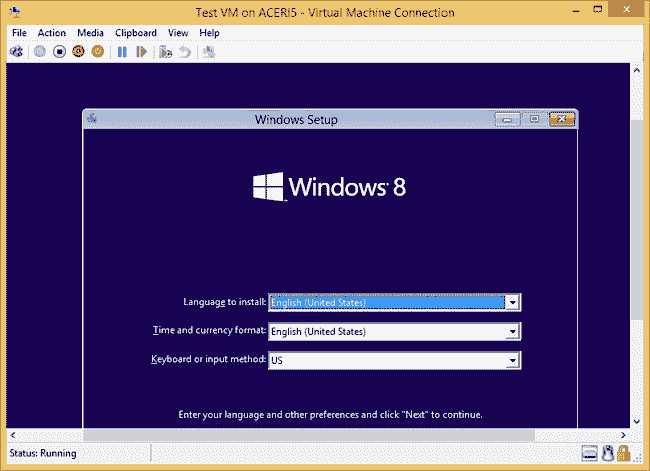 Test VM on ACERI5 - Virtual Machine Connection
File Action Media Clipboard View Help
Windows Setup
Windows 8
Language to install: English (United States)
Time and currency format: English (United States)
Keyboard or input method: US
Enter your language and other preferences and click "Next" to continue.
Status: Running